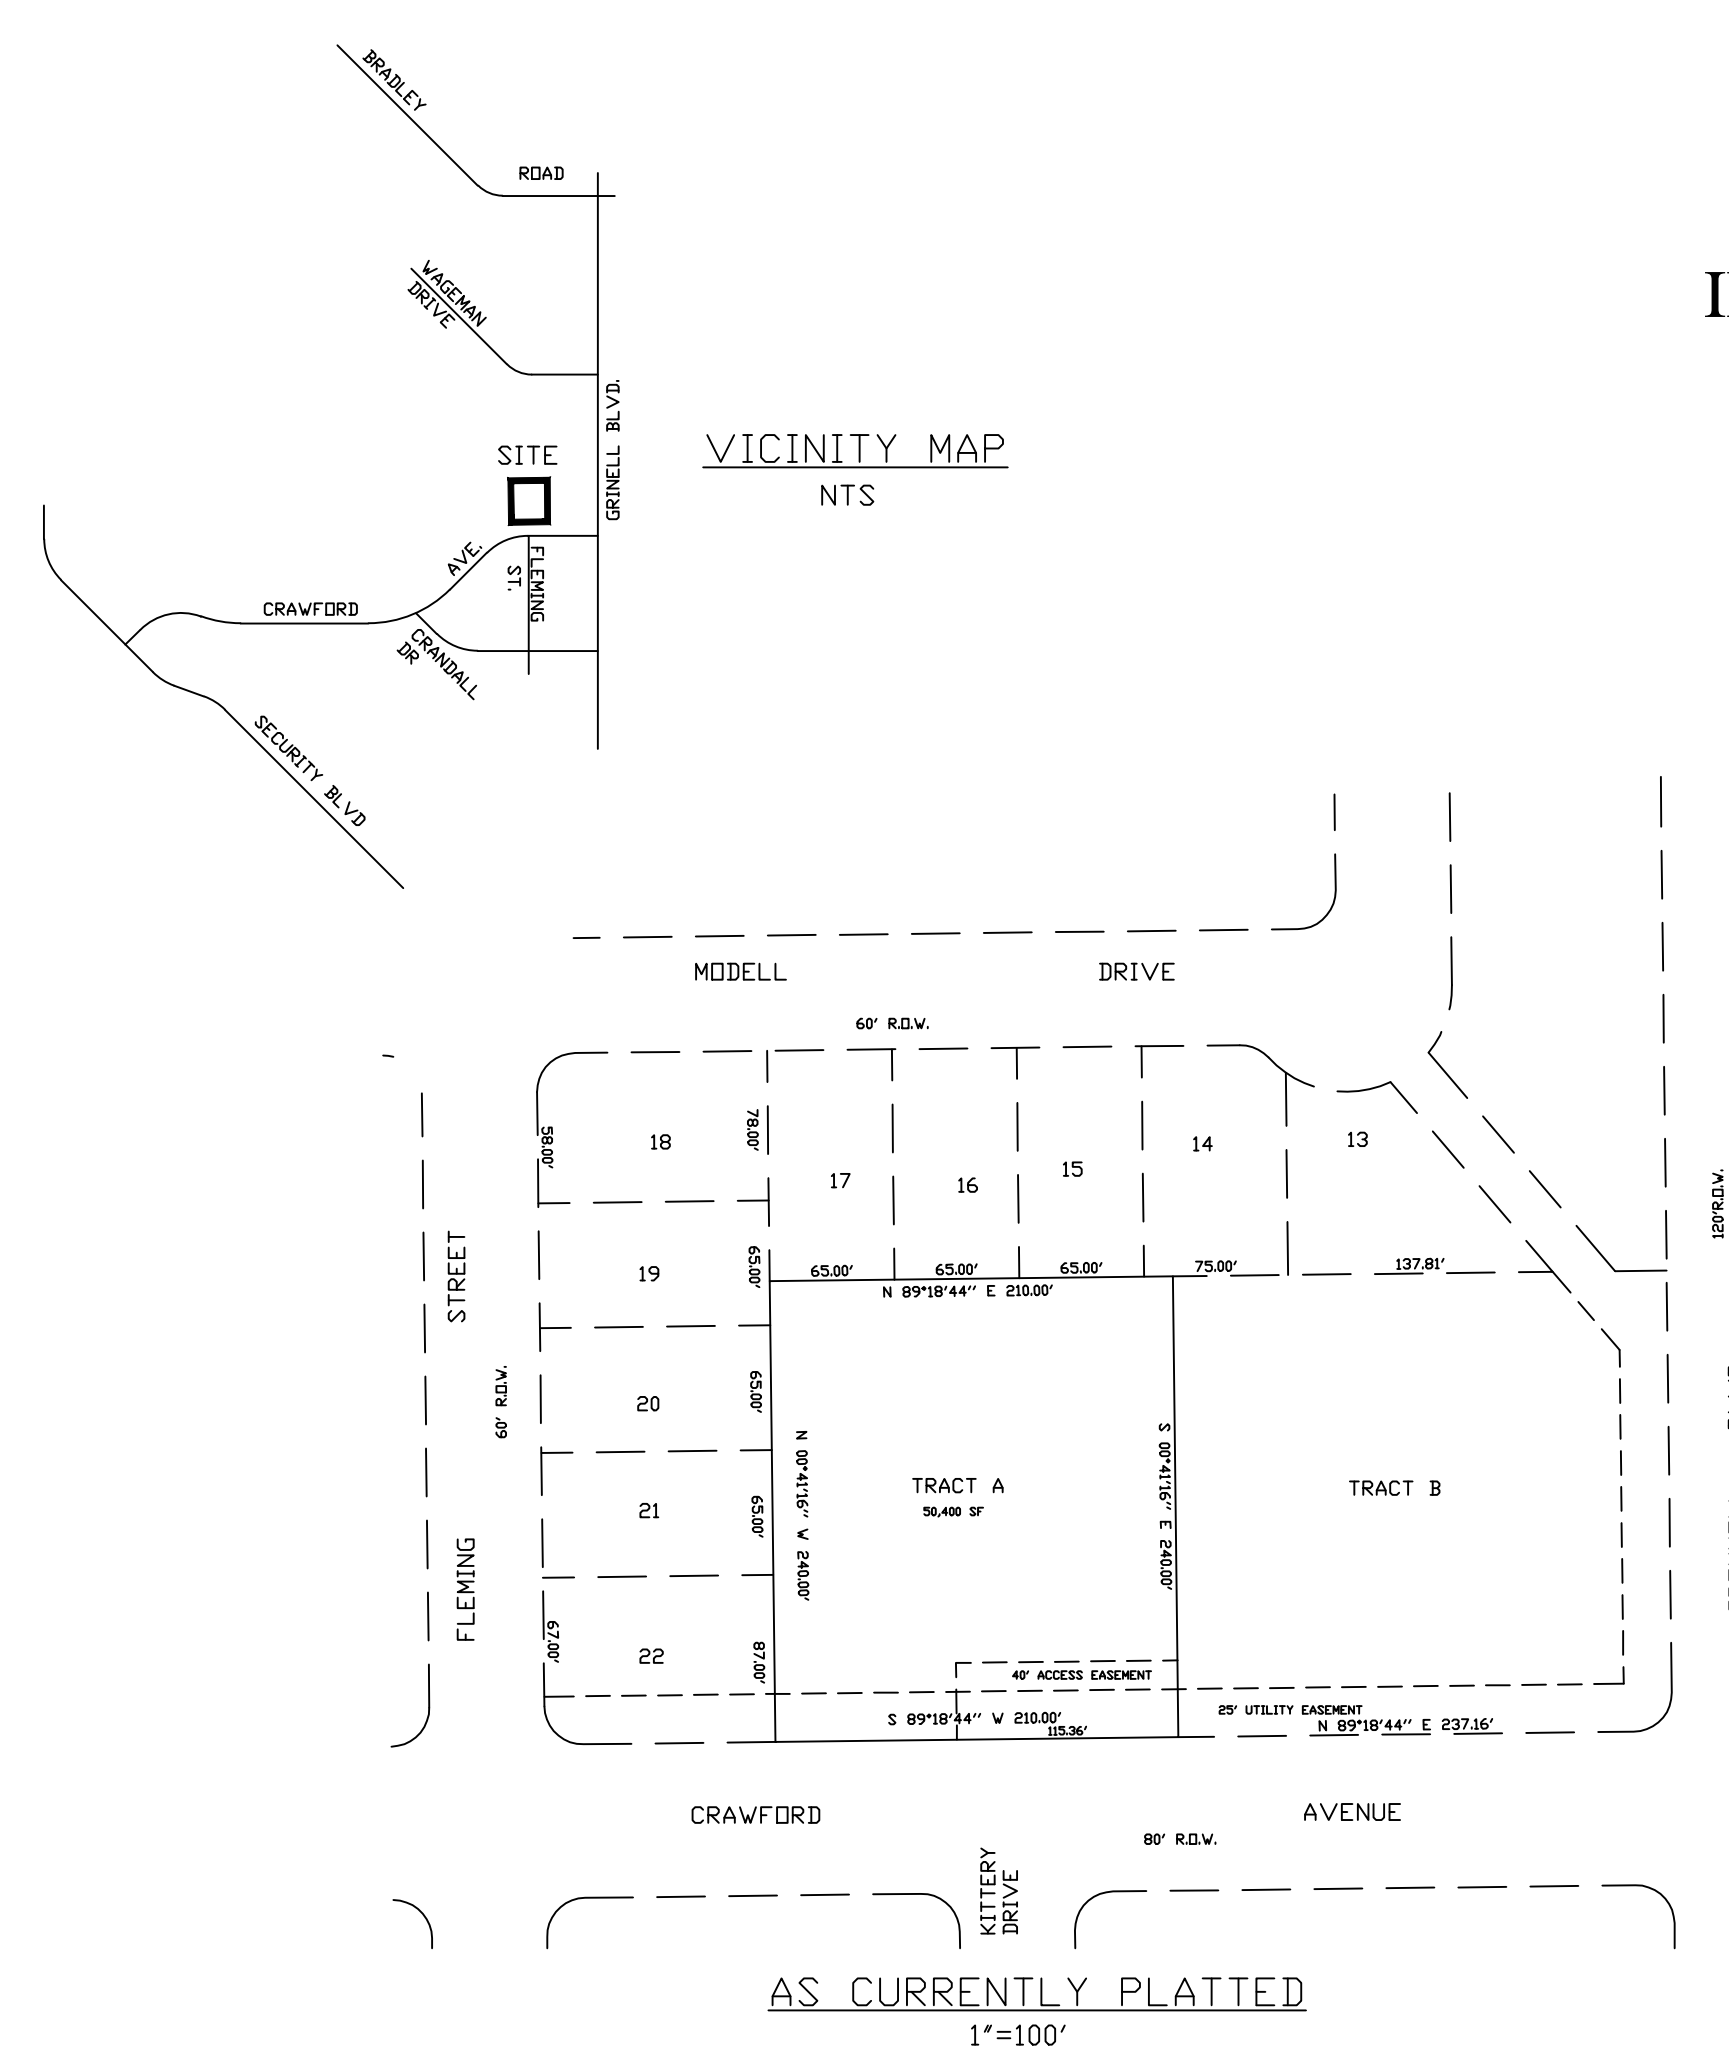 BRADLEY
ROAD
WAGEMAN
DRIVE
GRINELL BLVD.
VICINITY MAP
NTS
SITE
AVE.
FLEMING
ST.
CRAWFORD
CRANDALL
DR
SECURITY BLVD
MODELL DRIVE
60' R.O.W.
58.00'
18
78.00'
17
16
15
14
13
120'R.O.W.
STREET
19
65.00'
65.00'
65.00'
65.00'
75.00'
137.81'
N 89°18'44'' E 210.00'
60' R.O.W.
20
65.00'
N 00°41'16'' W 240.00'
S 00°41'16'' E 240.00'
TRACT A
50,400 SF
TRACT B
21
65.00'
FLEMING
67.00'
22
87.00'
40' ACCESS EASEMENT
25' UTILITY EASEMENT
S 89°18'44'' W 210.00'
115.36'
N 89°18'44'' E 237.16'
CRAWFORD AVENUE
80' R.O.W.
KITTERY
DRIVE
AS CURRENTLY PLATTED
1"=100'